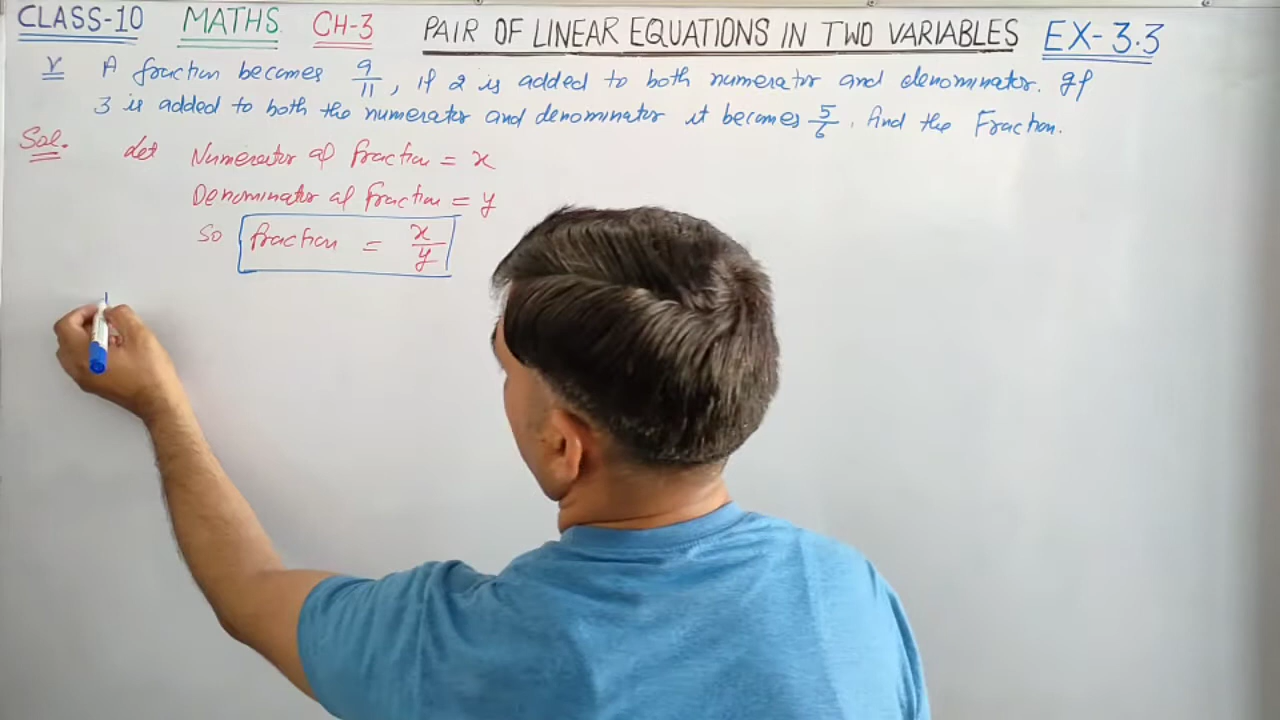 CLASS-10 MATHS. CH-3 PAIR OF LINEAR EQUATIONS IN TWO VARIABLES EX-3.3
V A fraction becomes 9/11, if 2 is added to both numerator and denominator. If
3 is added to both the numerator and denominator it becomes 5/6. find the Fraction.
Sol. Let Numerator of fraction = x
Denominator of fraction = y
So fraction = x/y